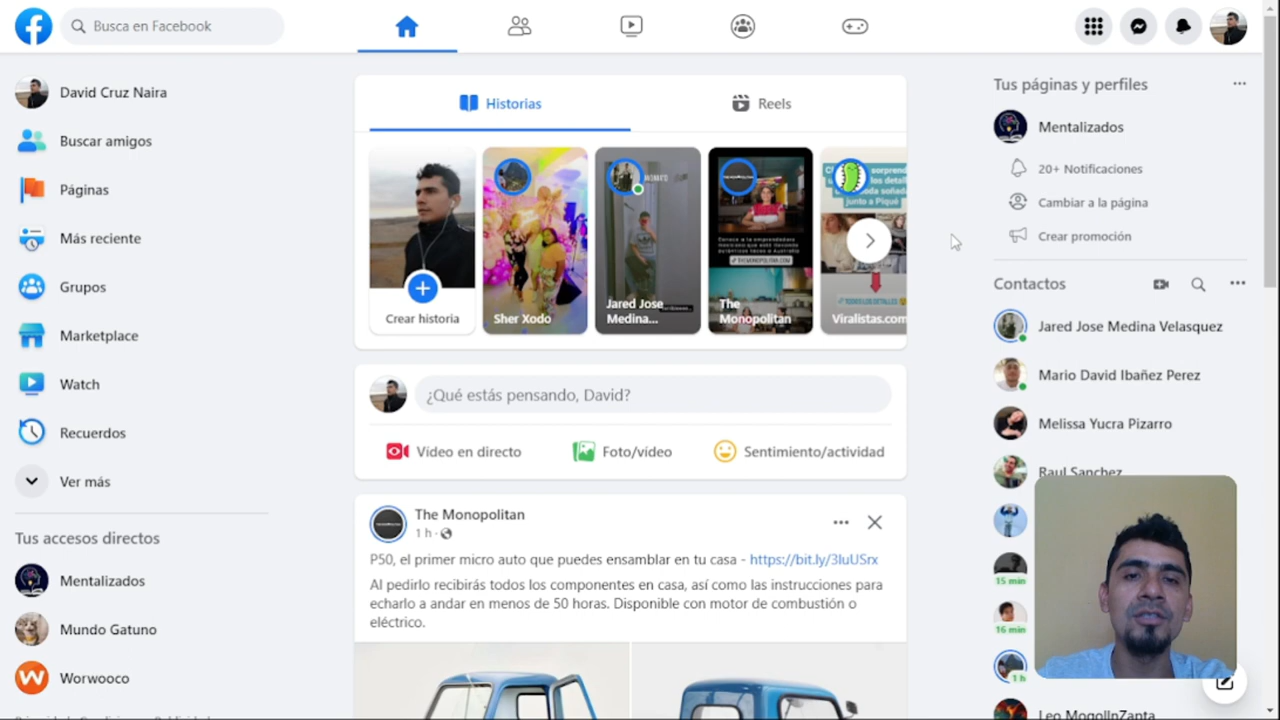 Busca en Facebook
David Cruz Naira
Buscar amigos
Páginas
Más reciente
Grupos
Marketplace
Watch
Recuerdos
Ver más
Tus accesos directos
Mentalizados
Mundo Gatuno
Worwooco
Historias
Reels
Crear historia
Sher Xodo
Jared Jose
Medina...
The
Monopolitan
Viralistas.com
¿Qué estás pensando, David?
Vídeo en directo
Foto/vídeo
Sentimiento/actividad
The Monopolitan
1 h ·
P50, el primer micro auto que puedes ensamblar en tu casa - https://bit.ly/3IuUSrx
Al pedirlo recibirás todos los componentes en casa, así como las instrucciones para
echarlo a andar en menos de 50 horas. Disponible con motor de combustión o
eléctrico.
Tus páginas y perfiles
Mentalizados
20+ Notificaciones
Cambiar a la página
Crear promoción
Contactos
Jared Jose Medina Velasquez
Mario David Ibañez Perez
Melissa Yucra Pizarro
Raul Sanchez
15 min
16 min
1 h